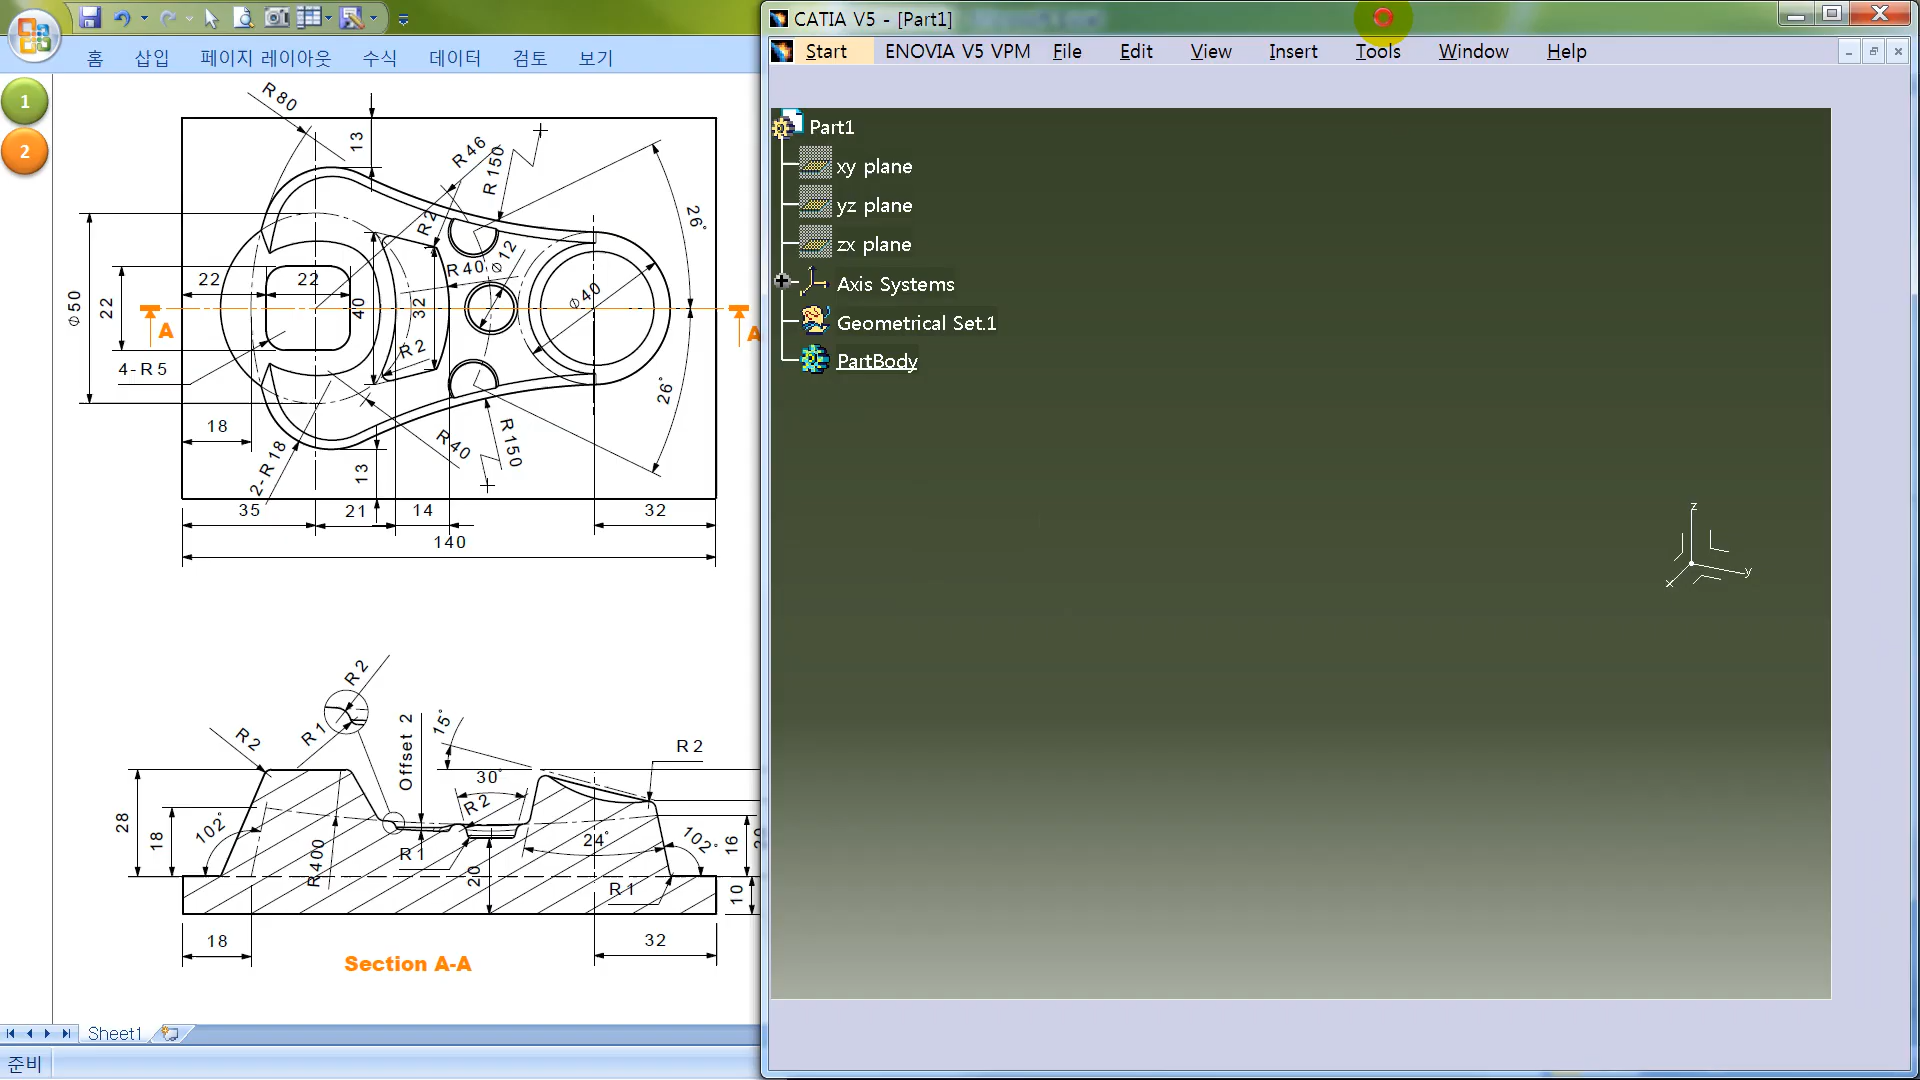 홈 삽입 페이지 레이아웃 수식 데이터 검토 보기
1
2
R80
13
R46
R150
26°
R2
Φ12
R40
Φ40
22
22
40
32
Φ50
22
A
A
4-R5
R2
26°
18
R40
R150
2-R18
13
35
21
14
32
140
R2
R2
R1
Offset 2
15°
R2
30°
R2
28
18
102°
R400
R1
20
24°
102°
16
R1
10
18
32
Section A-A
Sheet1
준비
CATIA V5 - [Part1]
Start ENOVIA V5 VPM File Edit View Insert Tools Window Help
Part1
xy plane
yz plane
zx plane
Axis Systems
Geometrical Set.1
PartBody
z
y
x